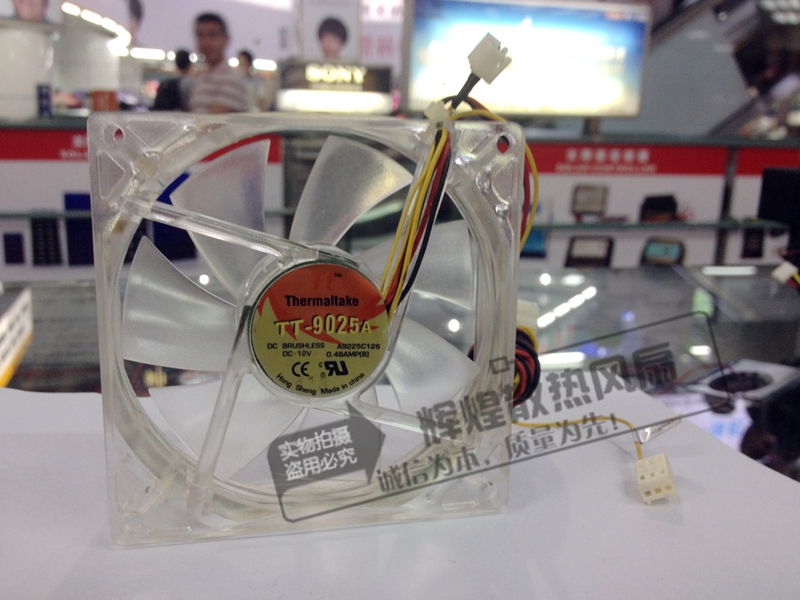 SONY
Thermaltake
TT-9025A
DC BRUSHLESS A9225C12S
DC-12V 0.48AMP(B)
CE
Hong Sheng Made in china
实物拍摄
盗用必究
辉煌散热风扇
诚信为本，质量为先!